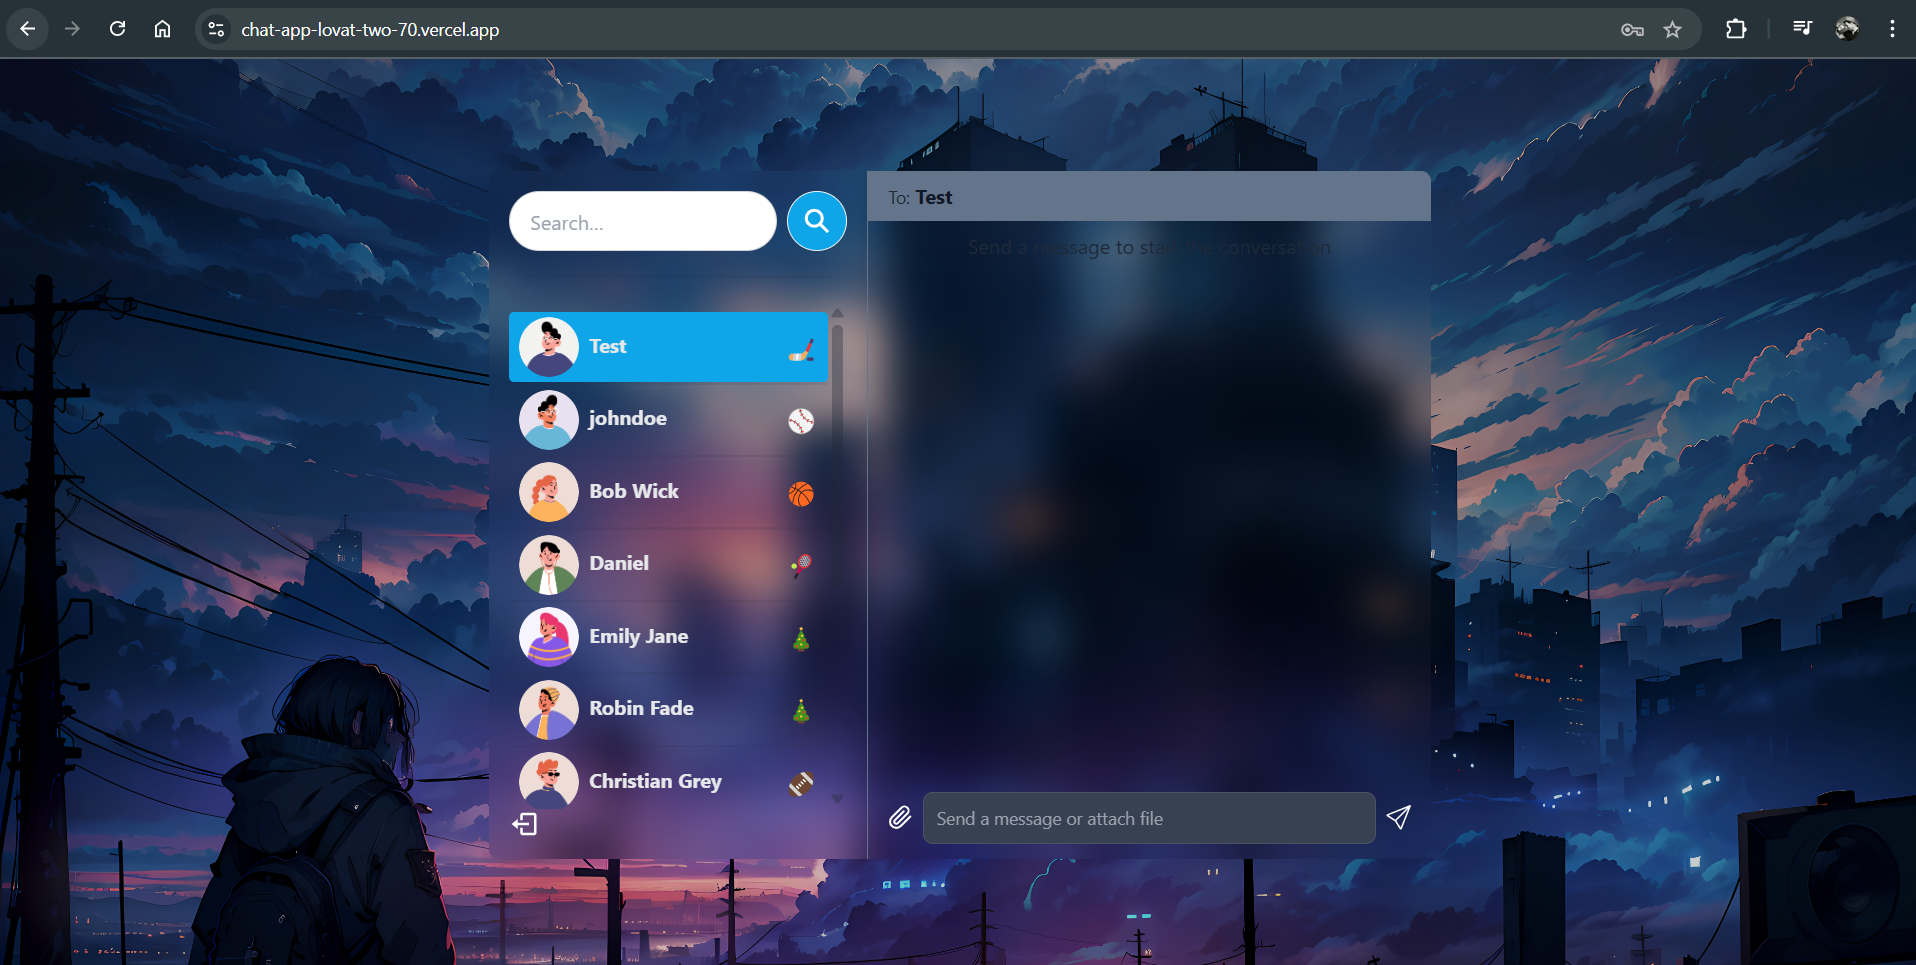 chat-app-lovat-two-70.vercel.app
Search...
To: Test
Send a message to start the conversation
Test
johndoe
Bob Wick
Daniel
Emily Jane
Robin Fade
Christian Grey
Send a message or attach file